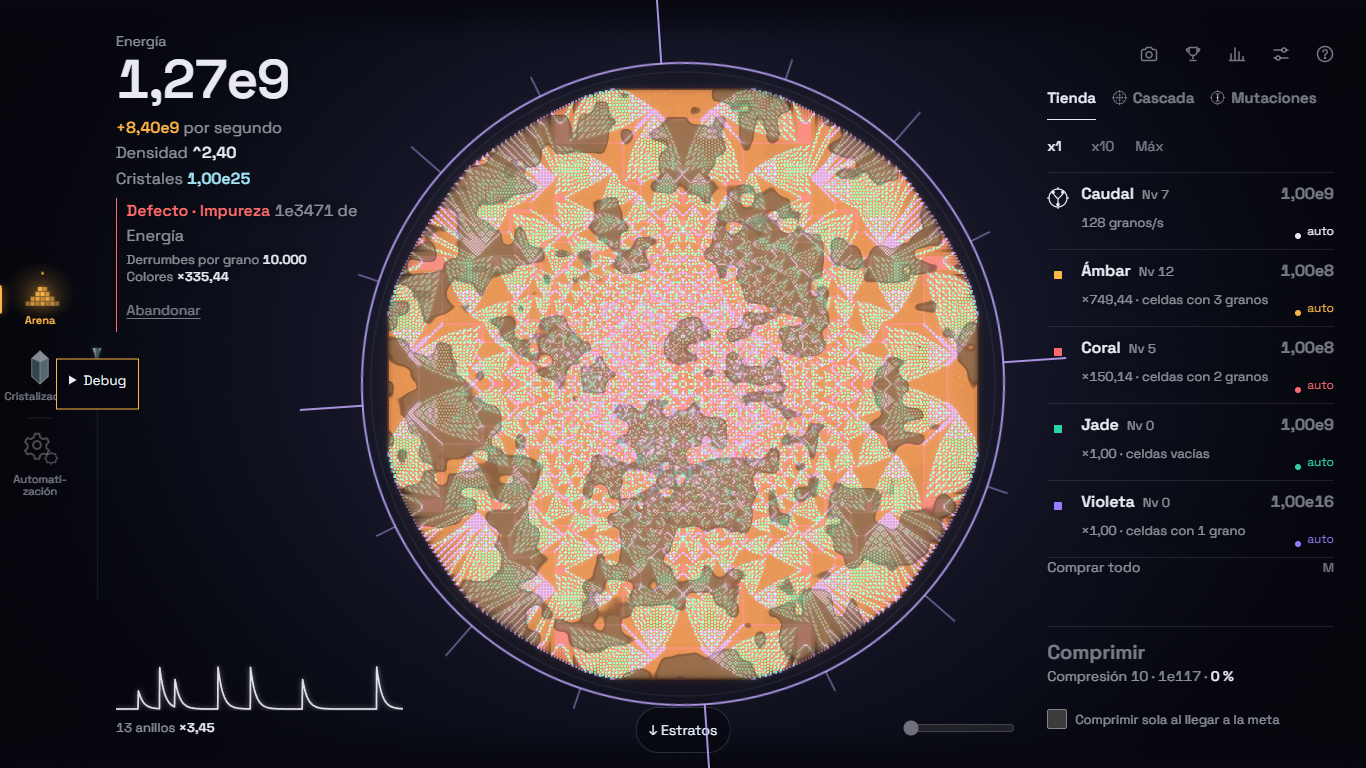 Energía
1,27e9
+8,40e9 por segundo
Densidad ^2,40
Cristales 1,00e25
Defecto · Impureza 1e3471 de
Energía
Derrumbes por grano 10.000
Colores ×335,44
Abandonar
Arena
Debug
Automati-
zación
13 anillos ×3,45
↓ Estratos
Tienda Cascada Mutaciones
x1 x10 Máx
Caudal Nv 7 1,00e9
128 granos/s auto
Ámbar Nv 12 1,00e8
×749,44 · celdas con 3 granos auto
Coral Nv 5 1,00e8
×150,14 · celdas con 2 granos auto
Jade Nv 0 1,00e9
×1,00 · celdas vacías auto
Violeta Nv 0 1,00e16
×1,00 · celdas con 1 grano auto
Comprar todo M
Comprimir
Compresión 10 · 1e117 · 0 %
Comprimir sola al llegar a la meta